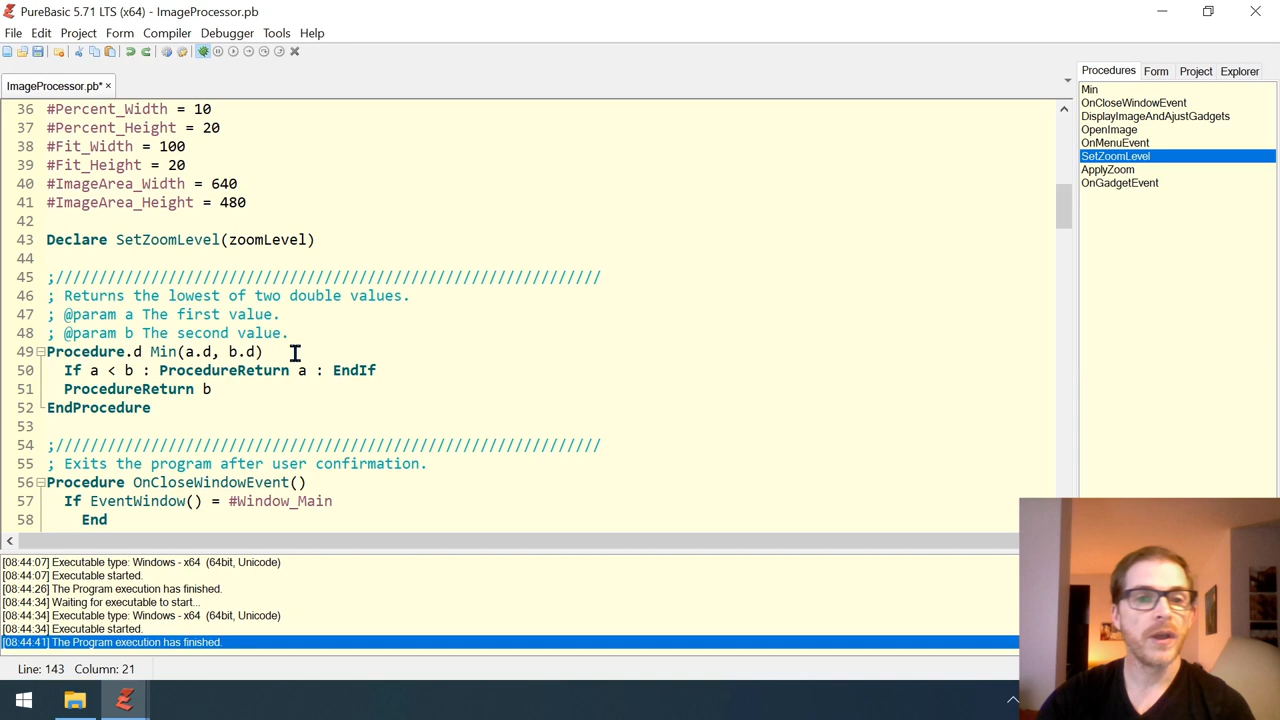 PureBasic 5.71 LTS (x64) - ImageProcessor.pb
File Edit Project Form Compiler Debugger Tools Help
ImageProcessor.pb*
Procedures Form Project Explorer
36 #Percent_Width = 10
37 #Percent_Height = 20
38 #Fit_Width = 100
39 #Fit_Height = 20
40 #ImageArea_Width = 640
41 #ImageArea_Height = 480
42
43 Declare SetZoomLevel(zoomLevel)
44
45 ;///////////////////////////////////////////////////////////////
46 ; Returns the lowest of two double values.
47 ; @param a The first value.
48 ; @param b The second value.
49 Procedure.d Min(a.d, b.d)
50 If a < b : ProcedureReturn a : EndIf
51 ProcedureReturn b
52 EndProcedure
53
54 ;///////////////////////////////////////////////////////////////
55 ; Exits the program after user confirmation.
56 Procedure OnCloseWindowEvent()
57 If EventWindow() = #Window_Main
58 End
Min
OnCloseWindowEvent
DisplayImageAndAjustGadgets
OpenImage
OnMenuEvent
SetZoomLevel
ApplyZoom
OnGadgetEvent
[08:44:07] Executable type: Windows - x64 (64bit, Unicode)
[08:44:07] Executable started.
[08:44:26] The Program execution has finished.
[08:44:34] Waiting for executable to start...
[08:44:34] Executable type: Windows - x64 (64bit, Unicode)
[08:44:34] Executable started.
[08:44:41] The Program execution has finished.
Line: 143 Column: 21